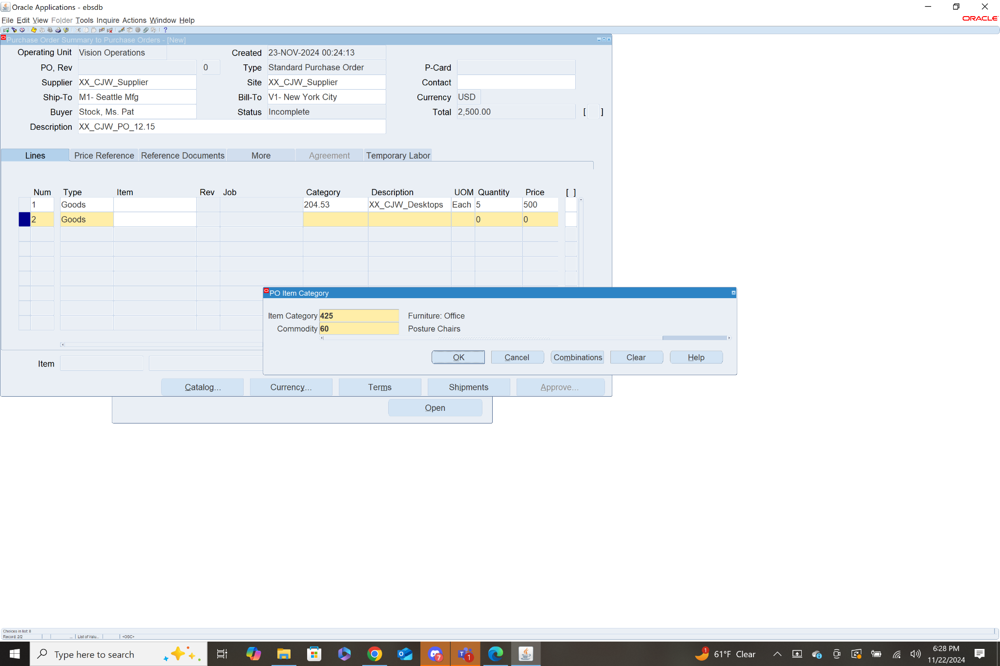 Oracle Applications - ebsdb
File Edit View Folder Tools Inquire Actions Window Help
ORACLE
?
Purchase Order Summary to Purchase Orders - [New]
Operating Unit Vision Operations Created 23-NOV-2024 00:24:13
PO, Rev 0 Type Standard Purchase Order P-Card
Supplier XX_CJW_Supplier Site XX_CJW_Supplier Contact
Ship-To M1- Seattle Mfg Bill-To V1- New York City Currency USD
Buyer Stock, Ms. Pat Status Incomplete Total 2,500.00 [ ]
Description XX_CJW_PO_12.15
Lines Price Reference Reference Documents More Agreement Temporary Labor
Num Type Item Rev Job Category Description UOM Quantity Price [ ]
1 Goods 204.53 XX_CJW_Desktops Each 5 500
2 Goods 0 0
PO Item Category
Item Category 425 Furniture: Office
Commodity 60 Posture Chairs
OK Cancel Combinations Clear Help
Item
Catalog... Currency... Terms Shipments Approve...
Open
Choices in list: 8
Record: 2/2 ... List of Valu... <OSC>
Type here to search 7 1 1 61°F Clear 6:28 PM
11/22/2024